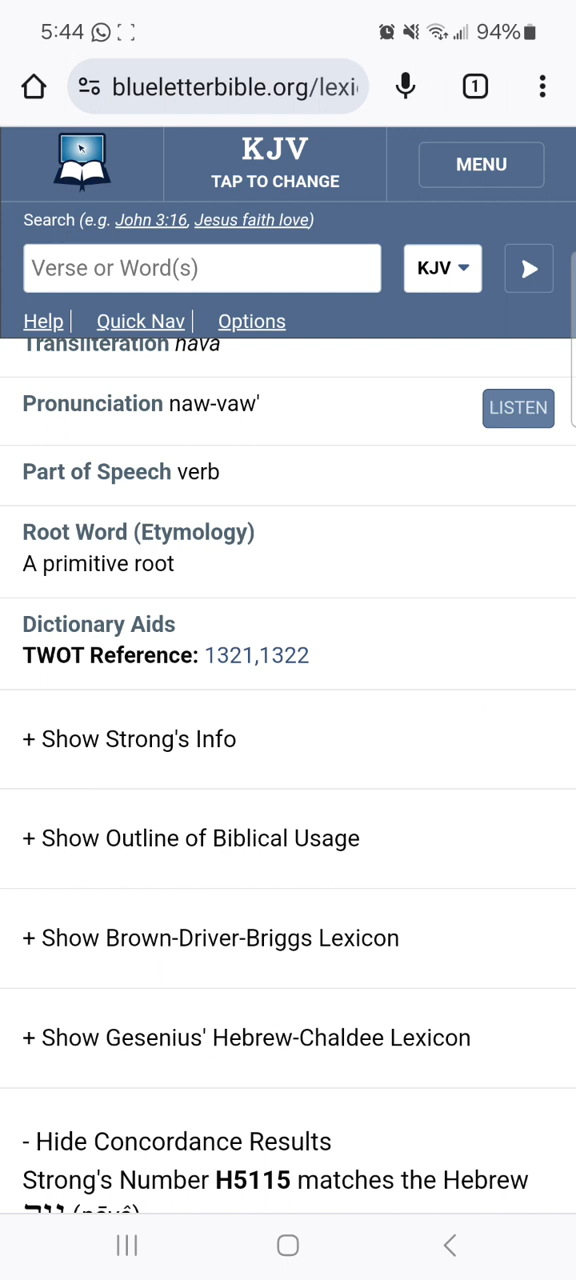 5:44 94%
blueletterbible.org/lexi
1
KJV
TAP TO CHANGE
MENU
Search (e.g. John 3:16, Jesus faith love)
Verse or Word(s)
KJV
Help Quick Nav Options
Transliteration nāvâ
Pronunciation naw-vaw'
LISTEN
Part of Speech verb
Root Word (Etymology)
A primitive root
Dictionary Aids
TWOT Reference: 1321,1322
+ Show Strong's Info
+ Show Outline of Biblical Usage
+ Show Brown-Driver-Briggs Lexicon
+ Show Gesenius' Hebrew-Chaldee Lexicon
- Hide Concordance Results
Strong's Number H5115 matches the Hebrew